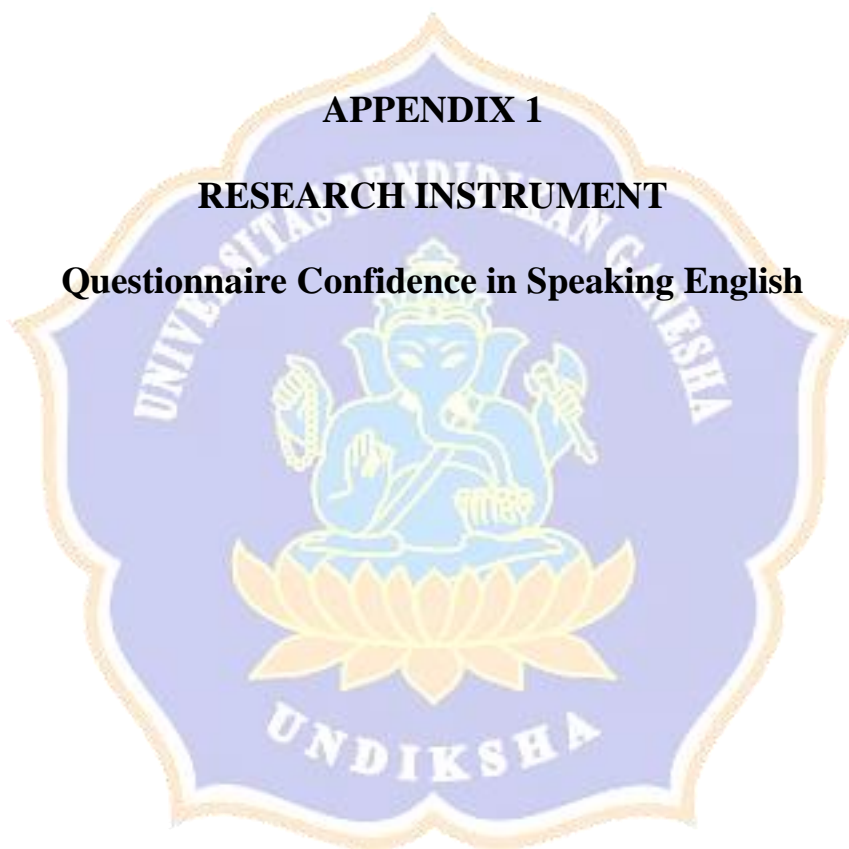 APPENDIX 1
RESEARCH INSTRUMENT
Questionnaire Confidence in Speaking English
UNIVERSITAS PENDIDIKAN GANESHA
UNDIKSHA